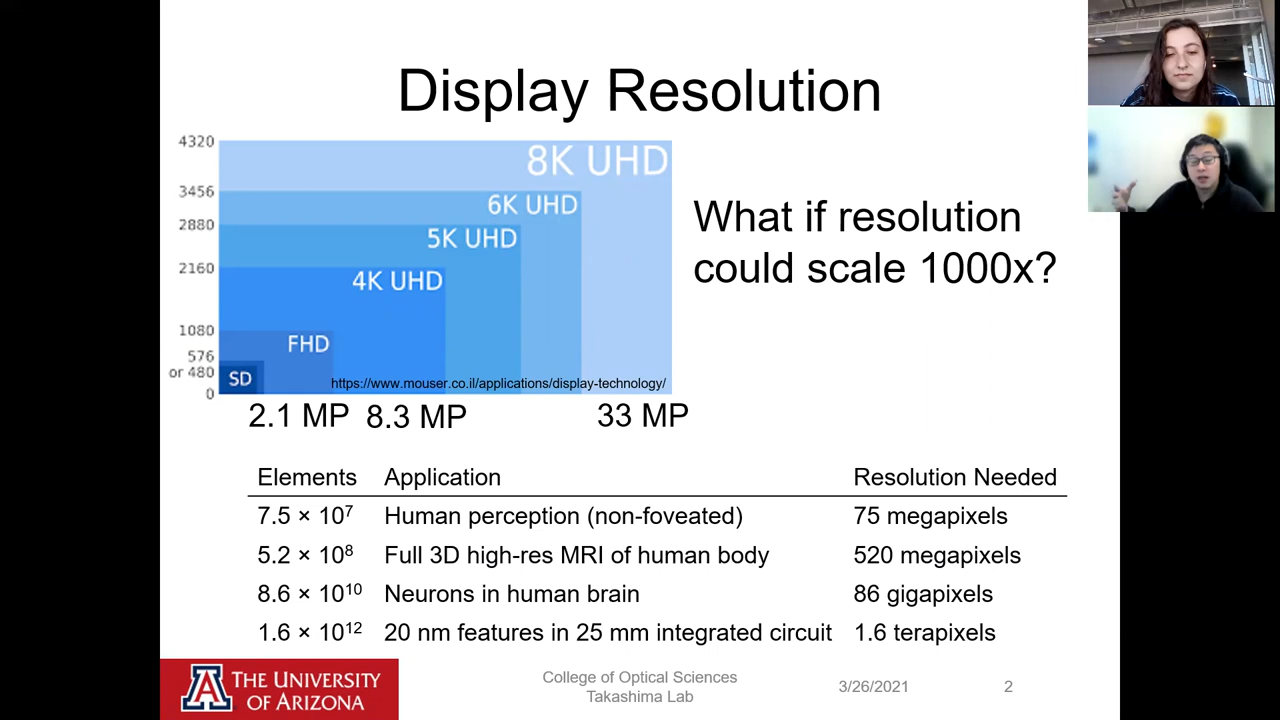 Display Resolution
4320
8K UHD
3456
6K UHD
2880
5K UHD
2160
4K UHD
1080
FHD
576
or 480
SD
0
https://www.mouser.co.il/applications/display-technology/
2.1 MP 8.3 MP 33 MP
What if resolution
could scale 1000x?
Elements Application Resolution Needed
7.5 × 10⁷ Human perception (non-foveated) 75 megapixels
5.2 × 10⁸ Full 3D high-res MRI of human body 520 megapixels
8.6 × 10¹⁰ Neurons in human brain 86 gigapixels
1.6 × 10¹² 20 nm features in 25 mm integrated circuit 1.6 terapixels
A THE UNIVERSITY
OF ARIZONA
College of Optical Sciences
Takashima Lab
3/26/2021
2